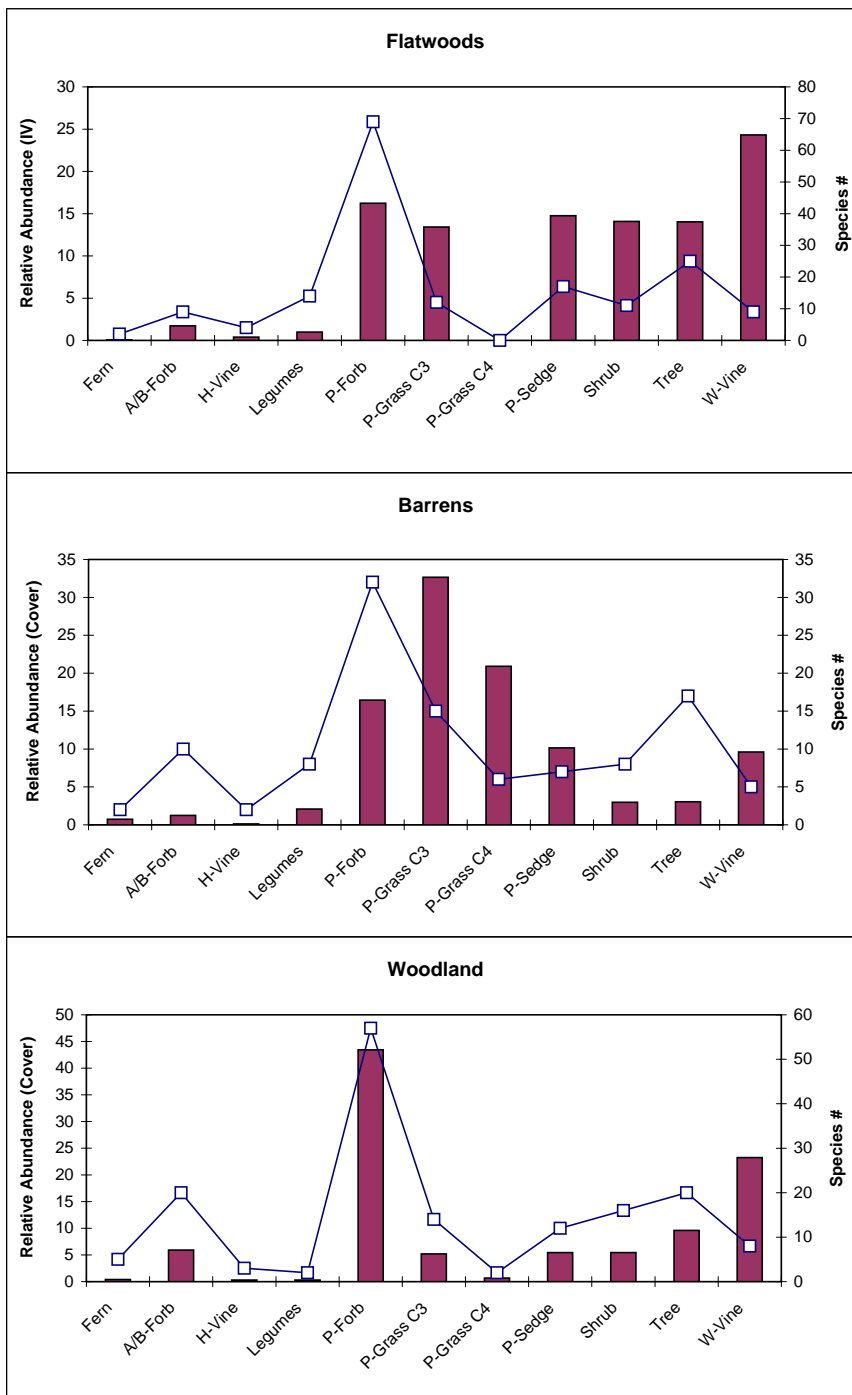 Flatwoods
Relative Abundance (IV)
30
25
20
15
10
5
0
80
70
60
50
40
30
20
10
0
Species #
Fern
A/B-Forb
H-Vine
Legumes
P-Forb
P-Grass C3
P-Grass C4
P-Sedge
Shrub
Tree
W-Vine
Barrens
Relative Abundance (Cover)
35
30
25
20
15
10
5
0
35
30
25
20
15
10
5
0
Species #
Fern
A/B-Forb
H-Vine
Legumes
P-Forb
P-Grass C3
P-Grass C4
P-Sedge
Shrub
Tree
W-Vine
Woodland
Relative Abundance (Cover)
50
45
40
35
30
25
20
15
10
5
0
60
50
40
30
20
10
0
Species #
Fern
A/B-Forb
H-Vine
Legumes
P-Forb
P-Grass C3
P-Grass C4
P-Sedge
Shrub
Tree
W-Vine